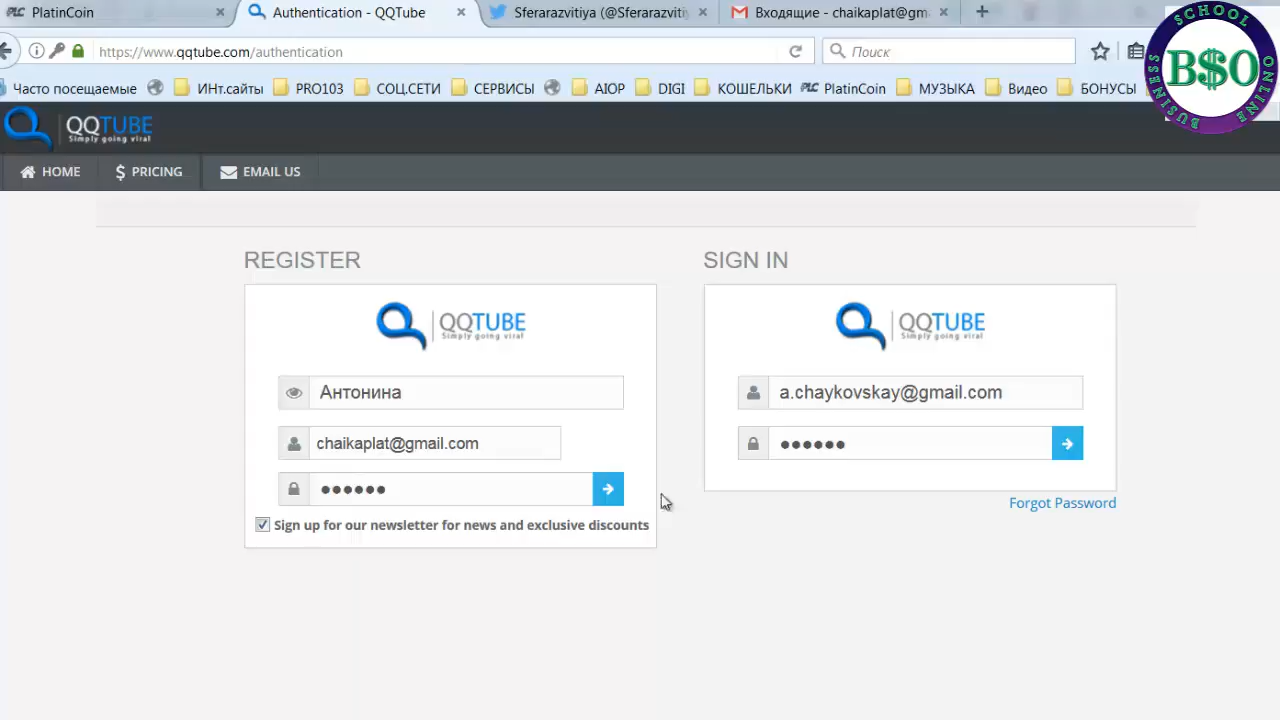 PLC PlatinCoin
Authentication - QQTube
Sferarazvitiya (@Sferarazviti
Входящие - chaikaplat@gm
https://www.qqtube.com/authentication
Поиск
Часто посещаемые
ИНт.сайты
PRO103
СОЦ.СЕТИ
СЕРВИСЫ
АЮР
DIGI
КОШЕЛЬКИ
PLC PlatinCoin
МУЗЫКА
Видео
БОНУСЫ
SCHOOL
B$O
BUSINESS
ONLINE
QQTUBE
Simply going viral
HOME
$ PRICING
EMAIL US
REGISTER
SIGN IN
QQTUBE
Simply going viral
QQTUBE
Simply going viral
Антонина
a.chaykovskay@gmail.com
chaikaplat@gmail.com
Forgot Password
Sign up for our newsletter for news and exclusive discounts